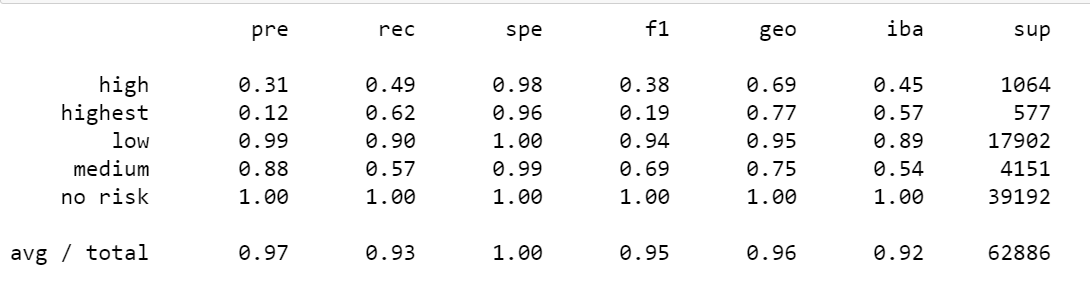 pre rec spe f1 geo iba sup
high 0.31 0.49 0.98 0.38 0.69 0.45 1064
highest 0.12 0.62 0.96 0.19 0.77 0.57 577
low 0.99 0.90 1.00 0.94 0.95 0.89 17902
medium 0.88 0.57 0.99 0.69 0.75 0.54 4151
no risk 1.00 1.00 1.00 1.00 1.00 1.00 39192
avg / total 0.97 0.93 1.00 0.95 0.96 0.92 62886